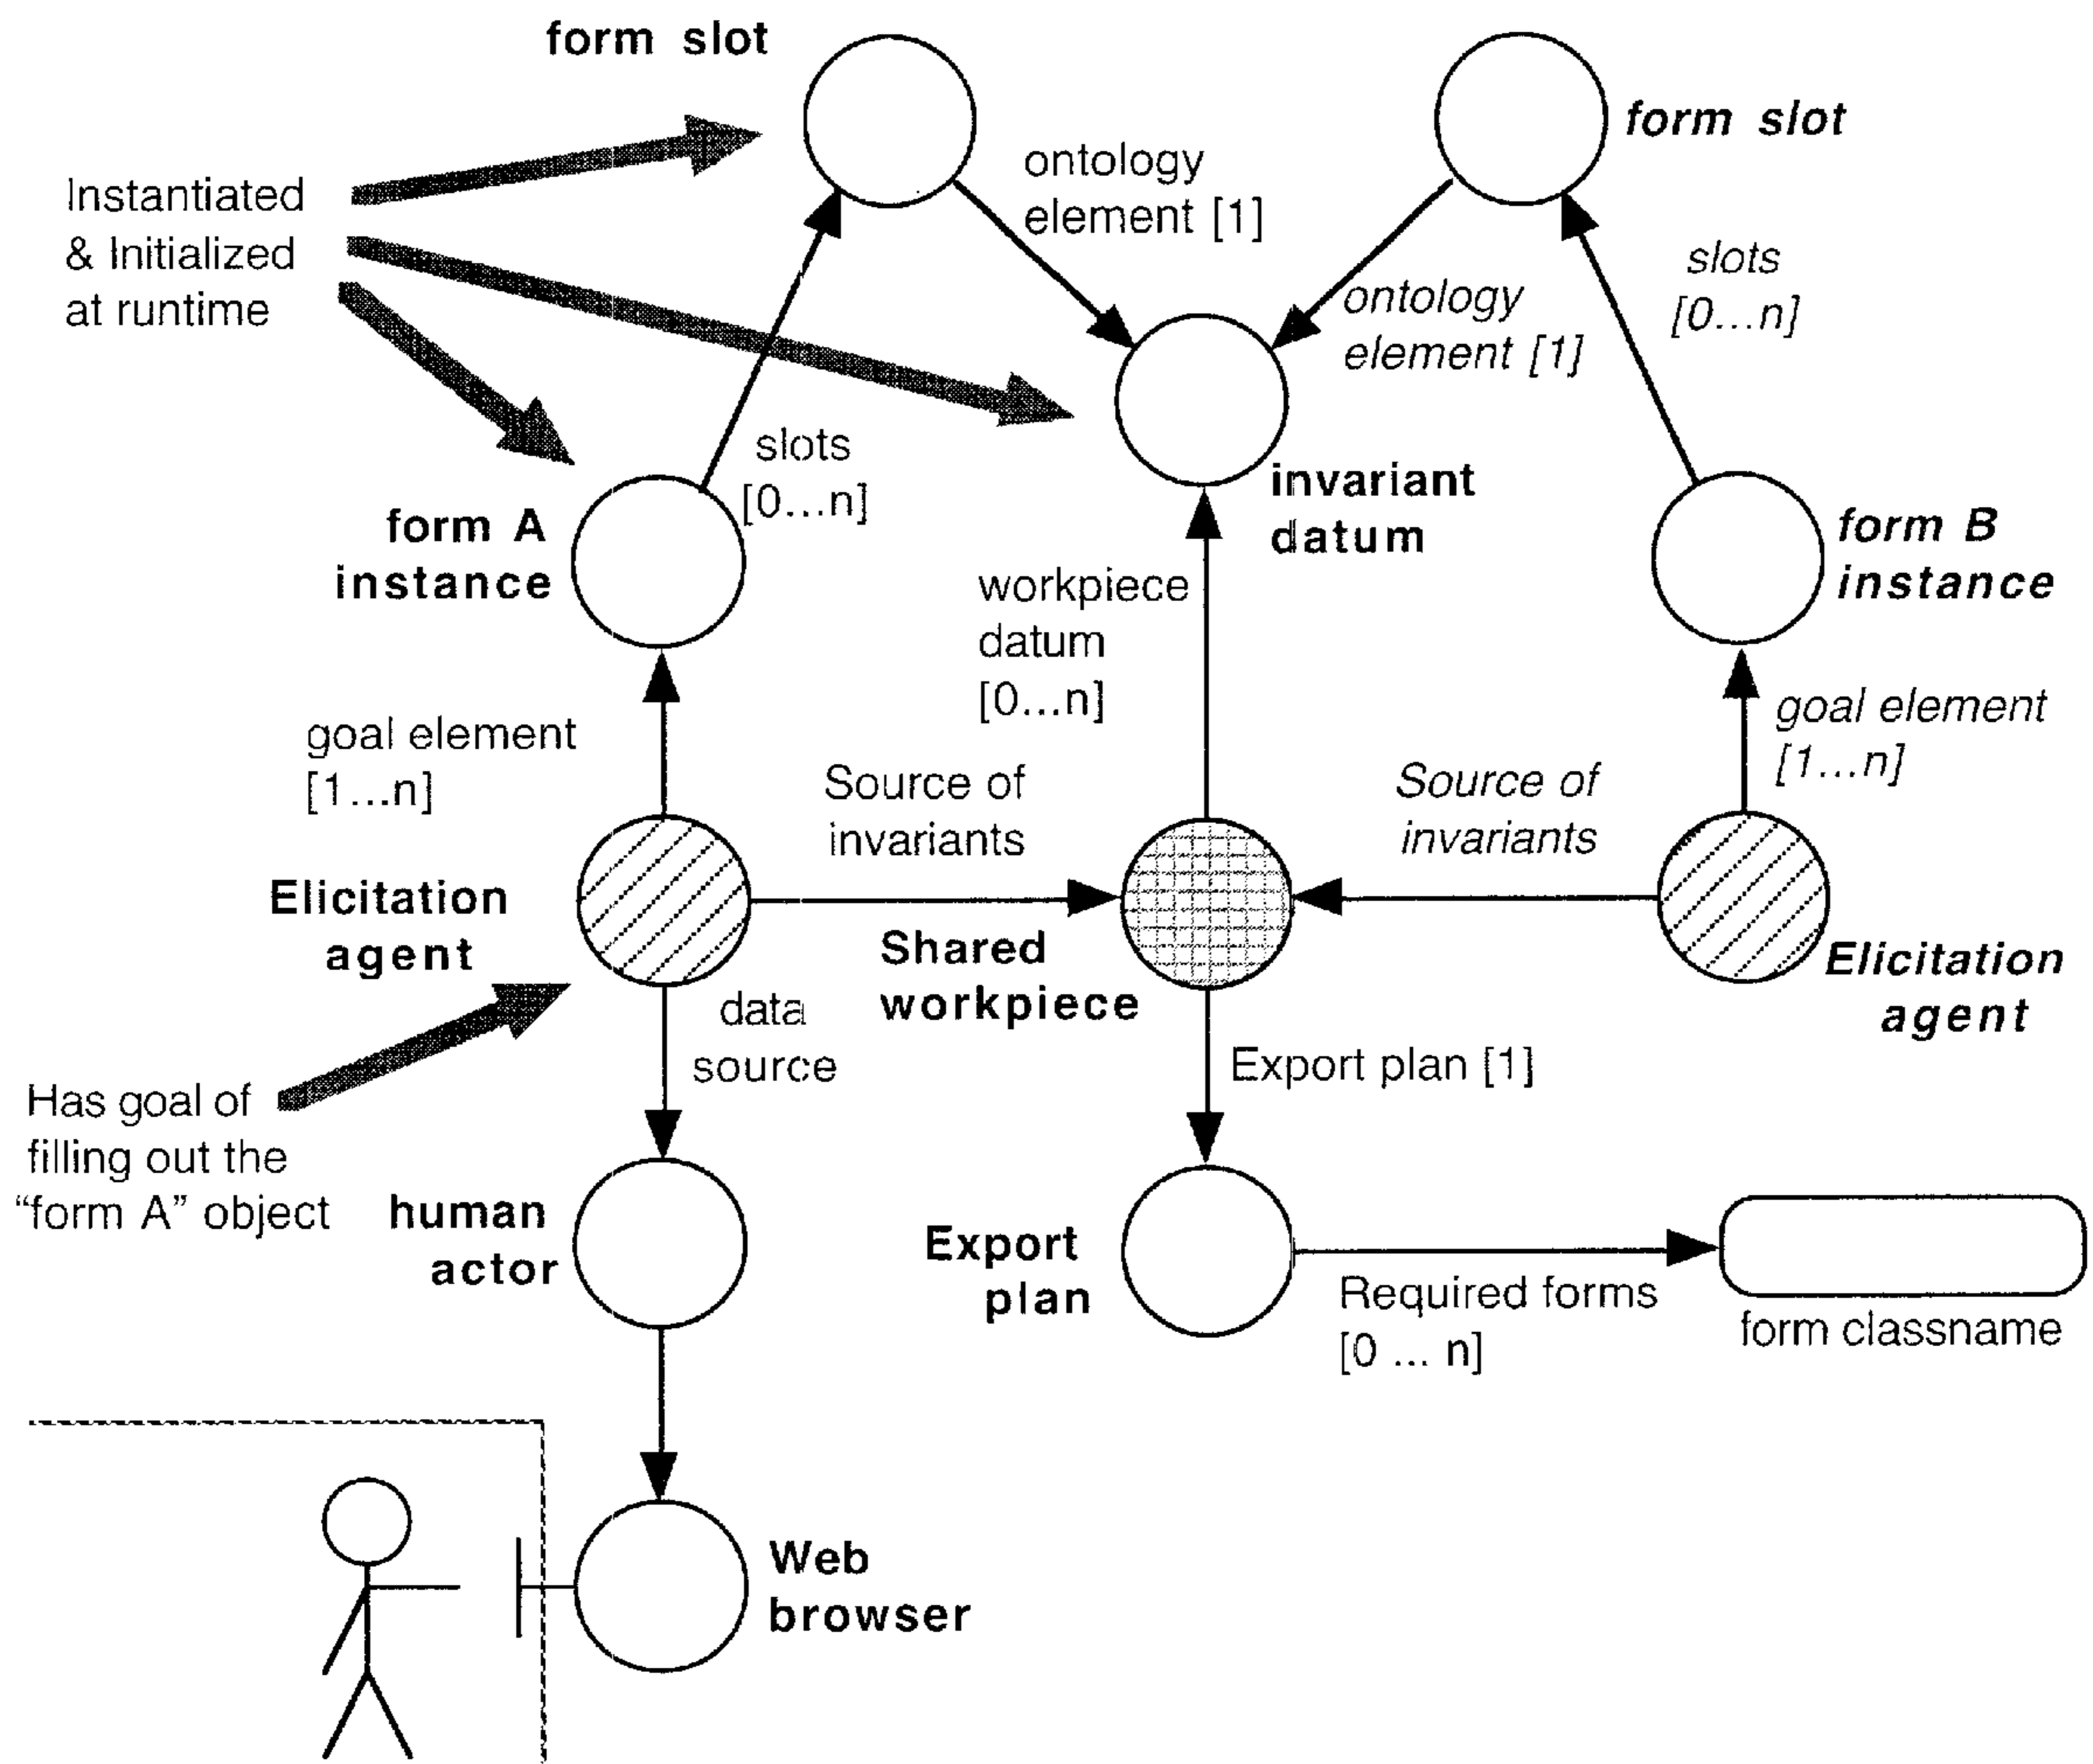 form slot
form slot
ontology
element [1]
Instantiated
& Initialized
at runtime
slots
[0...n]
ontology
element [1]
slots
[0...n]
invariant
datum
form A
instance
form B
instance
workpiece
datum
[0...n]
goal element
[1...n]
goal element
[1...n]
Source of
invariants
Source of
invariants
Elicitation
agent
Shared
workpiece
Elicitation
agent
data
source
Export plan [1]
Has goal of
filling out the
“form A” object
human
actor
Export
plan
Required forms
[0 ... n]
form classname
Web
browser